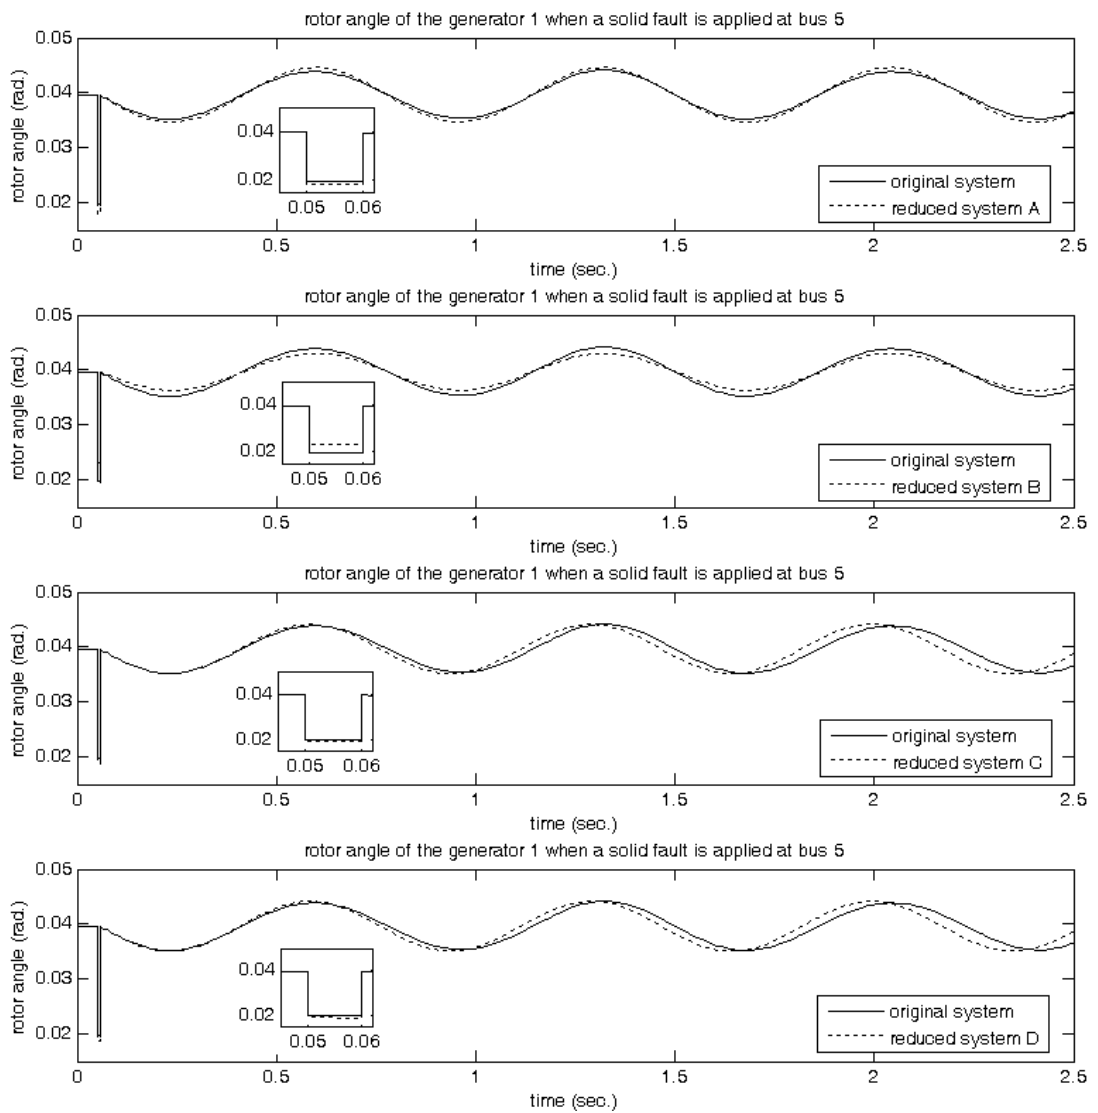 rotor angle of the generator 1 when a solid fault is applied at bus 5
0.05
0.04
0.03
0.02
rotor angle (rad.)
0.04
0.02
0.05 0.06
original system
reduced system A
0 0.5 1 1.5 2 2.5
time (sec.)
rotor angle of the generator 1 when a solid fault is applied at bus 5
0.05
0.04
0.03
0.02
rotor angle (rad.)
0.04
0.02
0.05 0.06
original system
reduced system B
0 0.5 1 1.5 2 2.5
time (sec.)
rotor angle of the generator 1 when a solid fault is applied at bus 5
0.05
0.04
0.03
0.02
rotor angle (rad.)
0.04
0.02
0.05 0.06
original system
reduced system C
0 0.5 1 1.5 2 2.5
time (sec.)
rotor angle of the generator 1 when a solid fault is applied at bus 5
0.05
0.04
0.03
0.02
rotor angle (rad.)
0.04
0.02
0.05 0.06
original system
reduced system D
0 0.5 1 1.5 2 2.5
time (sec.)